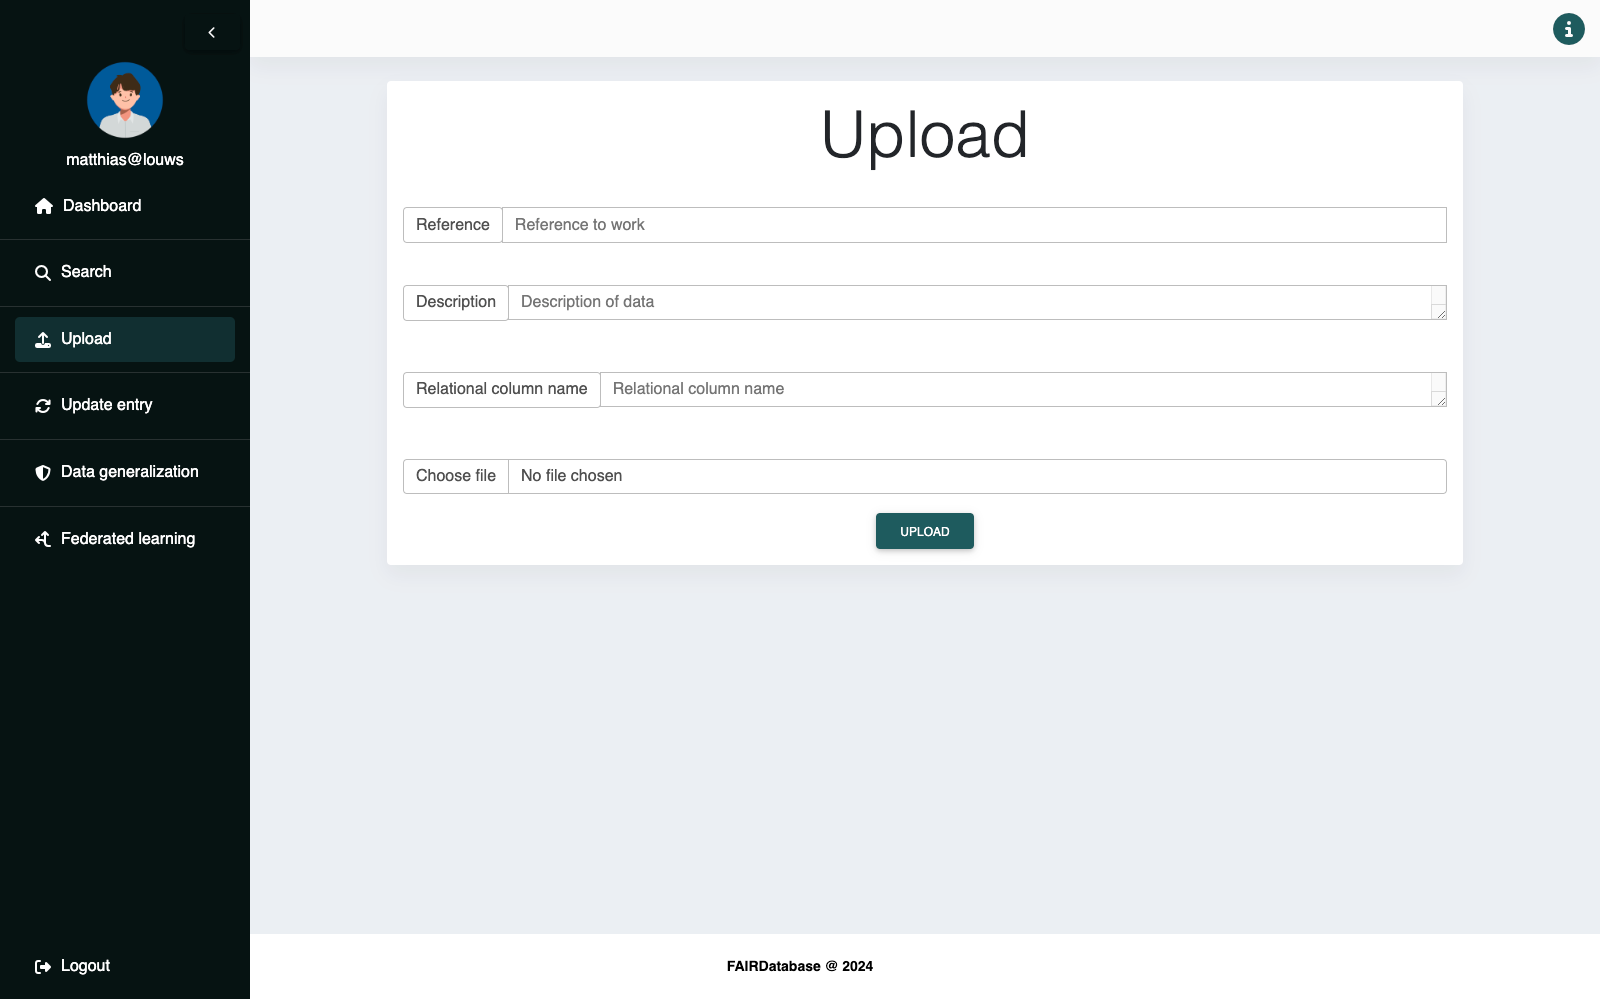 matthias@louws
Dashboard
Search
Upload
Update entry
Data generalization
Federated learning
Logout
Upload
Reference Reference to work
Description Description of data
Relational column name Relational column name
Choose file No file chosen
UPLOAD
FAIRDatabase @ 2024